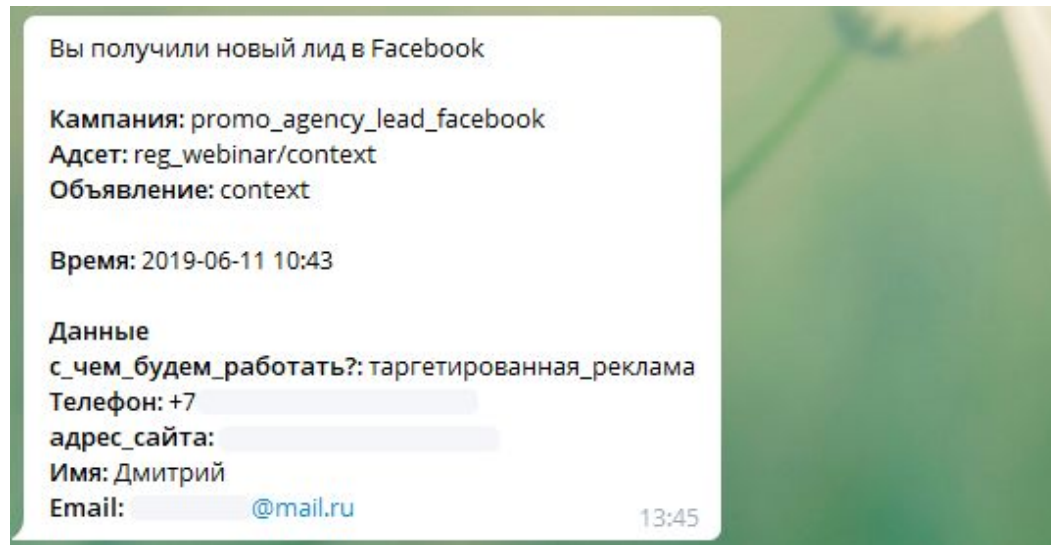 Вы получили новый лид в Facebook
Кампания: promo_agency_lead_facebook
Адсет: reg_webinar/context
Объявление: context
Время: 2019-06-11 10:43
Данные
с_чем_будем_работать?: таргетированная_реклама
Телефон: +7
адрес_сайта:
Имя: Дмитрий
Email: @mail.ru
13:45